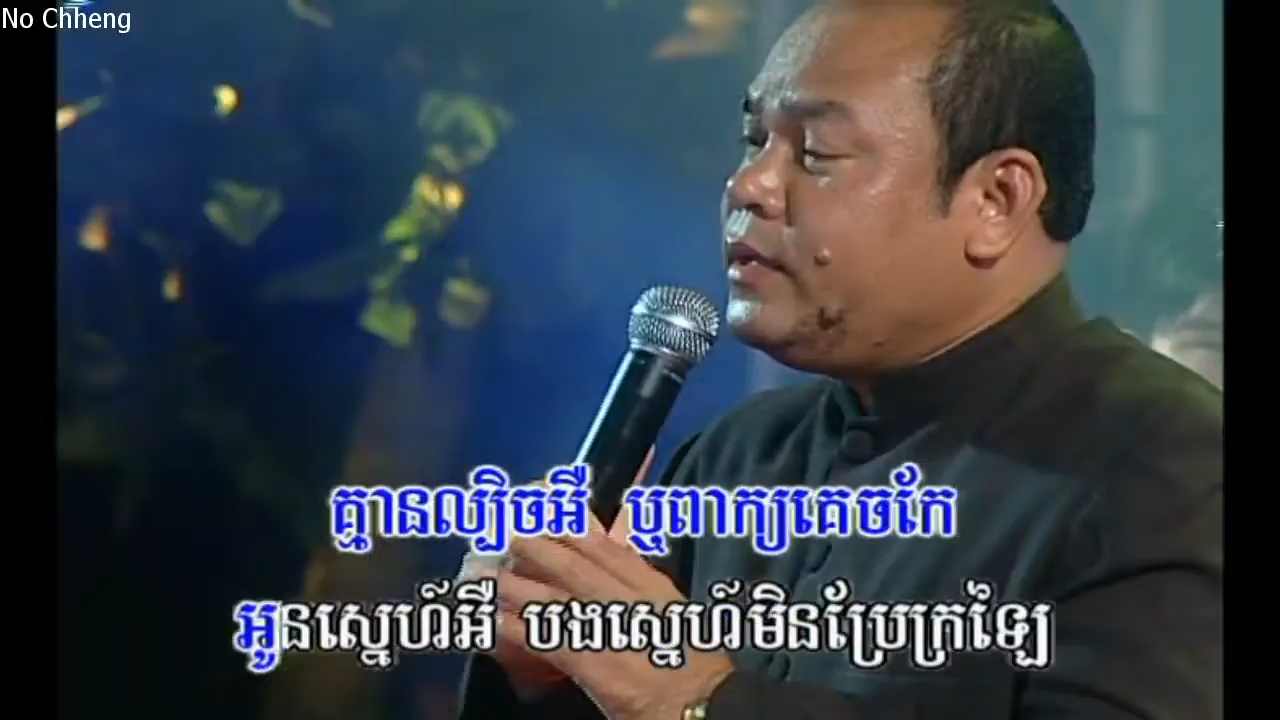 No Chheng
គ្មានល្បិចអឺ ឬពាក្យគេចកែ
អូនស្នេហ៍អឺ បងស្នេហ៍មិនប្រែក្រឡៃ